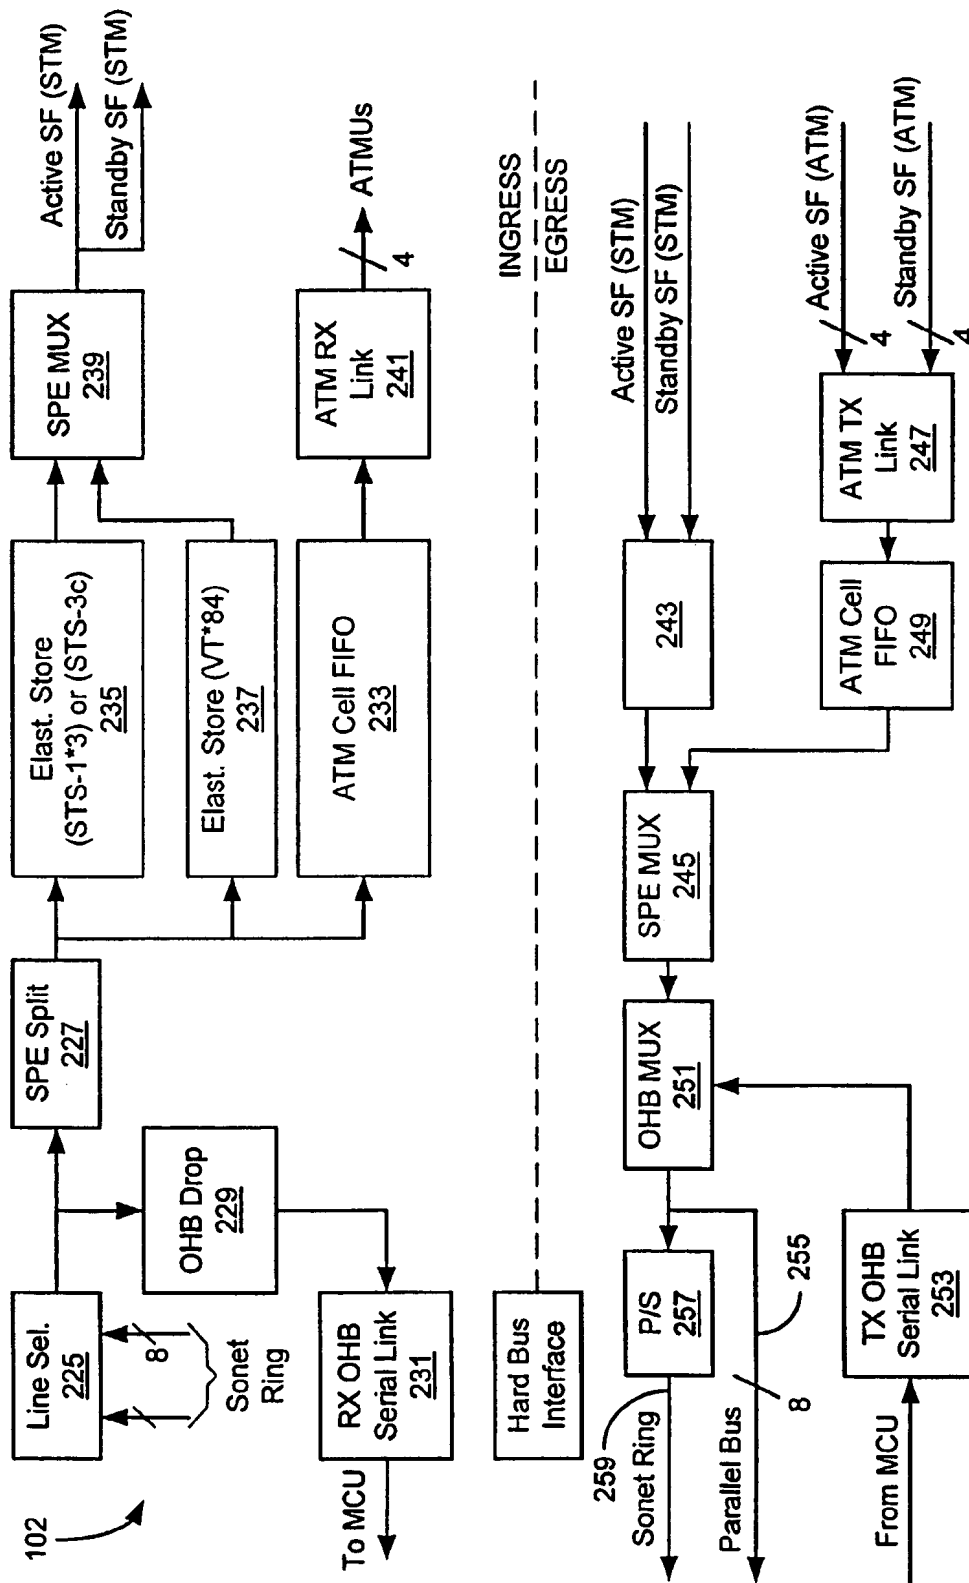 102
Line Sel.
225
8
Sonet
Ring
SPE Split
227
OHB Drop
229
RX OHB
Serial Link
231
To MCU
Elast. Store
(STS-1*3) or (STS-3c)
235
Elast. Store (VT*84)
237
ATM Cell FIFO
233
SPE MUX
239
Active SF (STM)
Standby SF (STM)
ATM RX
Link
241
4
ATMUs
Hard Bus
Interface
INGRESS
EGRESS
259
Sonet Ring
P/S
257
Parallel Bus
8
255
From MCU
TX OHB
Serial Link
253
OHB MUX
251
SPE MUX
245
243
Active SF (STM)
Standby SF (STM)
ATM Cell
FIFO
249
ATM TX
Link
247
Active SF (ATM)
4
Standby SF (ATM)
4